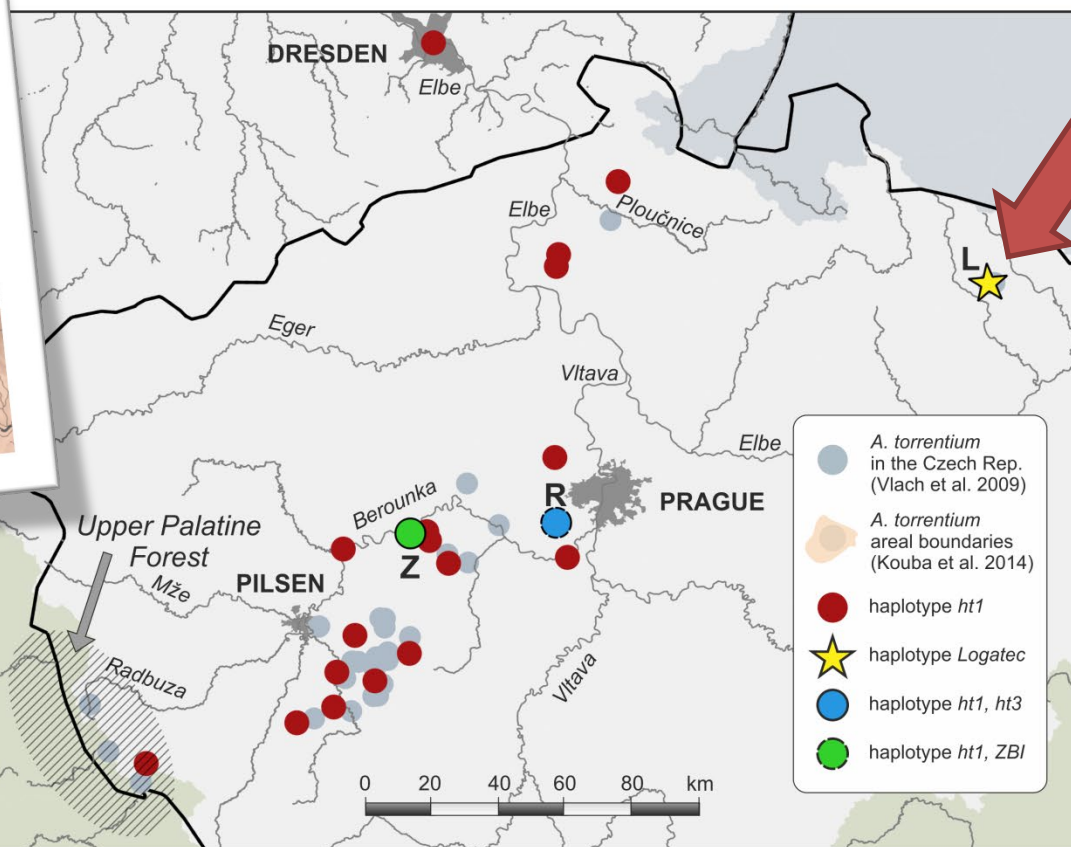 DRESDEN
Elbe
Elbe
Ploučnice
L
Eger
Vltava
Elbe
Berounka
R
PRAGUE
Z
Upper Palatine
Forest
Mže
PILSEN
Radbuza
Vltava
A. torrentium
in the Czech Rep.
(Vlach et al. 2009)
A. torrentium
areal boundaries
(Kouba et al. 2014)
haplotype ht1
haplotype Logatec
haplotype ht1, ht3
haplotype ht1, ZBI
0 20 40 60 80 km